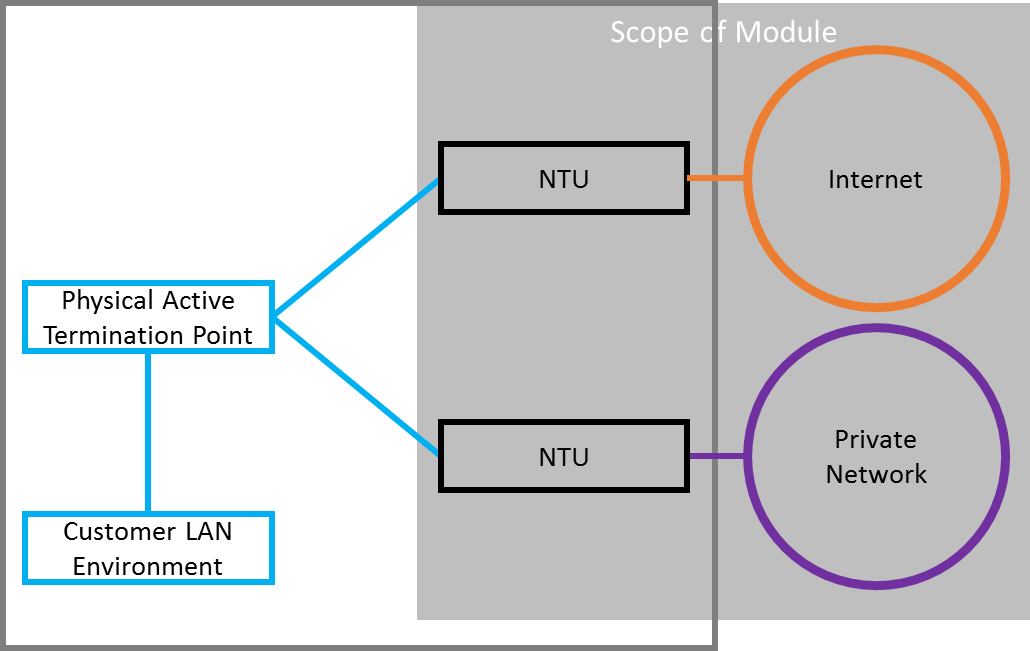 Scope of Module
NTU
Internet
Physical Active
Termination Point
NTU
Private
Network
Customer LAN
Environment